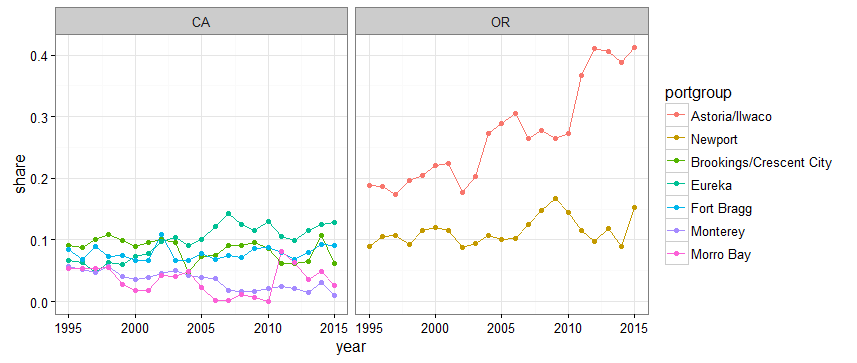 CA
OR
0.4
0.3
0.2
0.1
0.0
share
1995
2000
2005
2010
2015
1995
2000
2005
2010
2015
year
portgroup
Astoria/Ilwaco
Newport
Brookings/Crescent City
Eureka
Fort Bragg
Monterey
Morro Bay